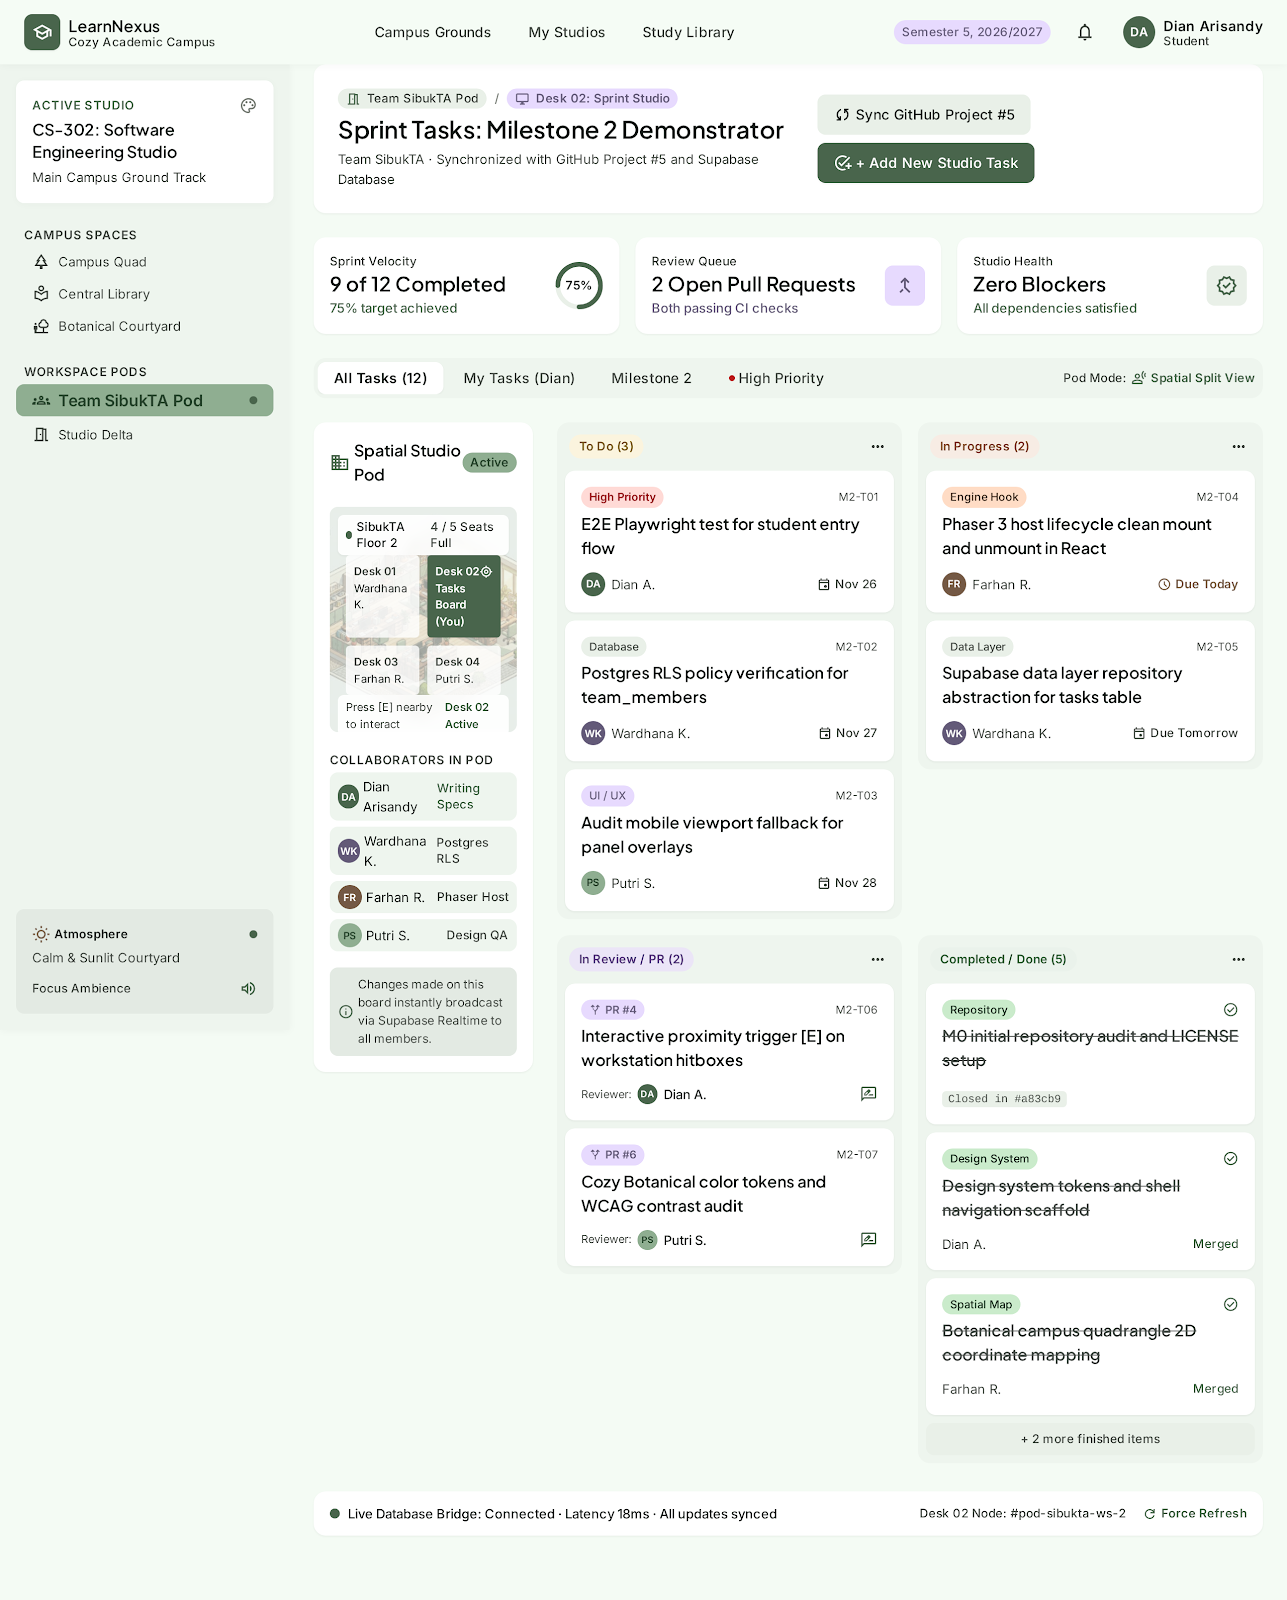 LearnNexus
Cozy Academic Campus
Campus Grounds
My Studios
Study Library
Semester 5, 2026/2027
DA
Dian Arisandy
Student
ACTIVE STUDIO
CS-302: Software
Engineering Studio
Main Campus Ground Track
CAMPUS SPACES
Campus Quad
Central Library
Botanical Courtyard
WORKSPACE PODS
Team SibukTA Pod
Studio Delta
Atmosphere
Calm & Sunlit Courtyard
Focus Ambience
Team SibukTA Pod / Desk 02: Sprint Studio
Sprint Tasks: Milestone 2 Demonstrator
Team SibukTA · Synchronized with GitHub Project #5 and Supabase
Database
Sync GitHub Project #5
+ Add New Studio Task
Sprint Velocity
9 of 12 Completed
75% target achieved
75%
Review Queue
2 Open Pull Requests
Both passing CI checks
Studio Health
Zero Blockers
All dependencies satisfied
All Tasks (12)
My Tasks (Dian)
Milestone 2
High Priority
Pod Mode: Spatial Split View
Spatial Studio
Pod
Active
SibukTA
Floor 2
4 / 5 Seats
Full
Desk 01
Wardhana
K.
Desk 02
Tasks
Board
(You)
Desk 03
Farhan R.
Desk 04
Putri S.
Press [E] nearby
to interact
Desk 02
Active
COLLABORATORS IN POD
DA
Dian
Arisandy
Writing
Specs
WK
Wardhana
K.
Postgres
RLS
FR Farhan R. Phaser Host
PS Putri S. Design QA
Changes made on this
board instantly broadcast
via Supabase Realtime to
all members.
To Do (3)
High Priority M2-T01
E2E Playwright test for student entry
flow
DA Dian A. Nov 26
Database M2-T02
Postgres RLS policy verification for
team_members
WK Wardhana K. Nov 27
UI / UX M2-T03
Audit mobile viewport fallback for
panel overlays
PS Putri S. Nov 28
In Progress (2)
Engine Hook M2-T04
Phaser 3 host lifecycle clean mount
and unmount in React
FR Farhan R. Due Today
Data Layer M2-T05
Supabase data layer repository
abstraction for tasks table
WK Wardhana K. Due Tomorrow
In Review / PR (2)
PR #4 M2-T06
Interactive proximity trigger [E] on
workstation hitboxes
Reviewer: DA Dian A.
PR #6 M2-T07
Cozy Botanical color tokens and
WCAG contrast audit
Reviewer: PS Putri S.
Completed / Done (5)
Repository
M0 initial repository audit and LICENSE
setup
Closed in #a83cb9
Design System
Design system tokens and shell
navigation scaffold
Dian A. Merged
Spatial Map
Botanical campus quadrangle 2D
coordinate mapping
Farhan R. Merged
+ 2 more finished items
Live Database Bridge: Connected · Latency 18ms · All updates synced
Desk 02 Node: #pod-sibukta-ws-2
Force Refresh